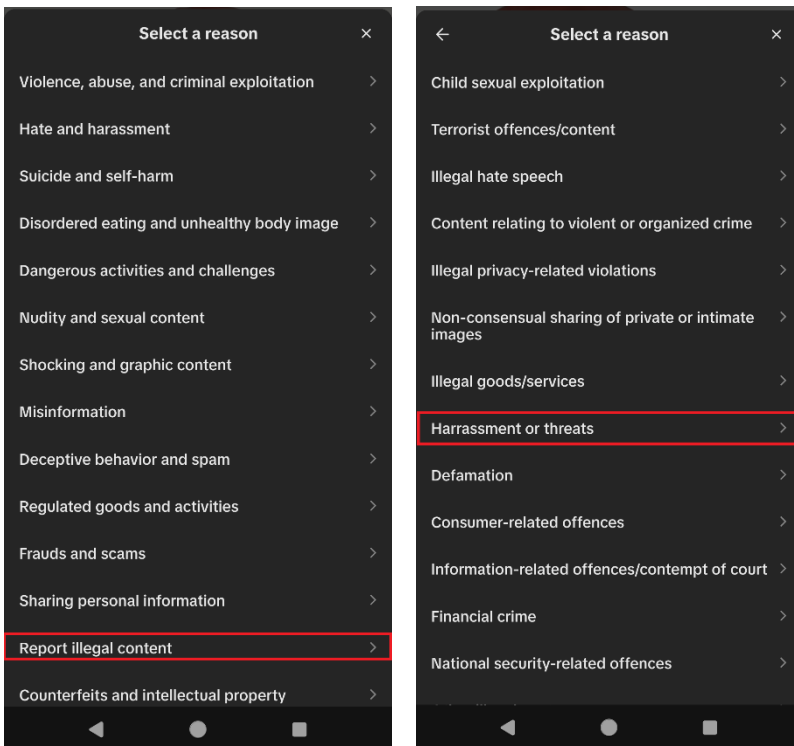 Select a reason
Violence, abuse, and criminal exploitation
Hate and harassment
Suicide and self-harm
Disordered eating and unhealthy body image
Dangerous activities and challenges
Nudity and sexual content
Shocking and graphic content
Misinformation
Deceptive behavior and spam
Regulated goods and activities
Frauds and scams
Sharing personal information
Report illegal content
Counterfeits and intellectual property
Select a reason
Child sexual exploitation
Terrorist offences/content
Illegal hate speech
Content relating to violent or organized crime
Illegal privacy-related violations
Non-consensual sharing of private or intimate
images
Illegal goods/services
Harrassment or threats
Defamation
Consumer-related offences
Information-related offences/contempt of court
Financial crime
National security-related offences